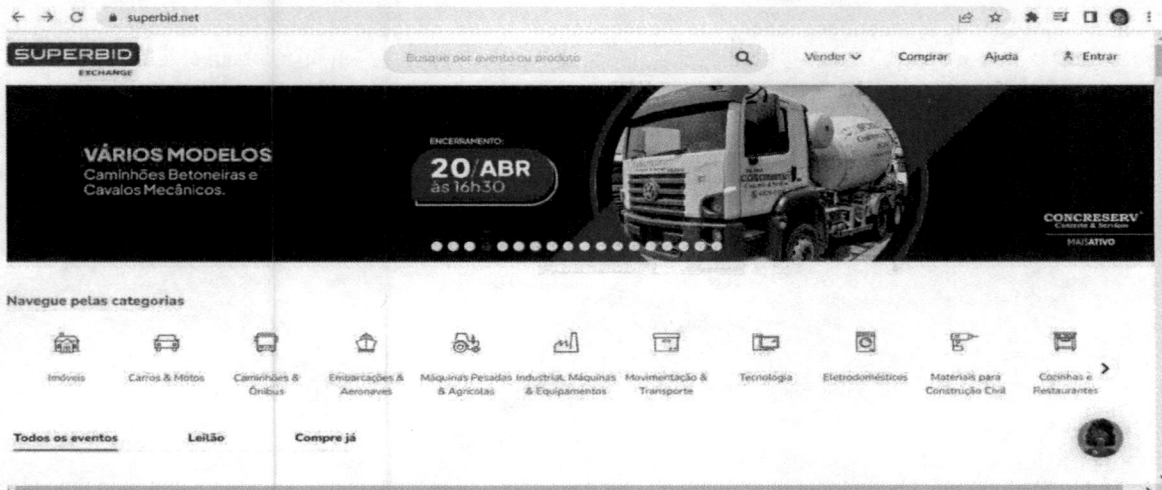 superbid.net
SUPERBID
EXCHANGE
Busque por evento ou produto
Vender
Comprar
Ajuda
Entrar
VÁRIOS MODELOS
Caminhões Betoneiras e
Cavalos Mecânicos.
ENCERRAMENTO:
20/ABR
às 16h30
CONCRESERV
Concreto & Serviços
MAISATIVO
Navegue pelas categorias
Imóveis
Carros & Motos
Caminhões &
Ônibus
Embarcações &
Aeronaves
Máquinas Pesadas
& Agrícolas
Industrial, Máquinas
& Equipamentos
Movimentação &
Transporte
Tecnologia
Eletrodomésticos
Materiais para
Construção Civil
Cozinhas e
Restaurantes
Todos os eventos
Leilão
Compre já